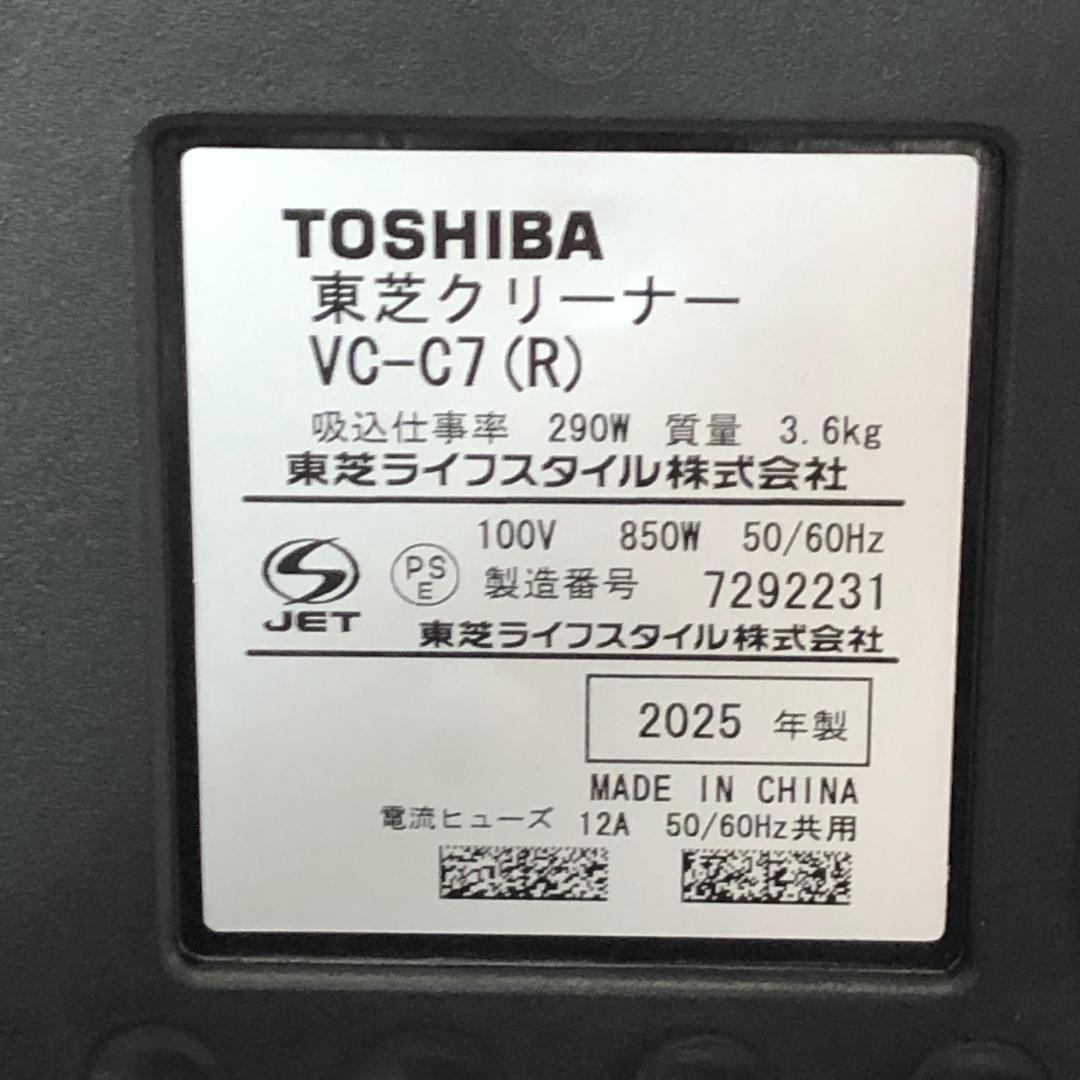 TOSHIBA
東芝クリーナー
VC-C7(R)
吸込仕事率 290W 質量 3.6kg
東芝ライフスタイル株式会社
100V 850W 50/60Hz
PS
E
製造番号 7292231
JET
東芝ライフスタイル株式会社
2025 年製
MADE IN CHINA
電流ヒューズ 12A 50/60Hz共用